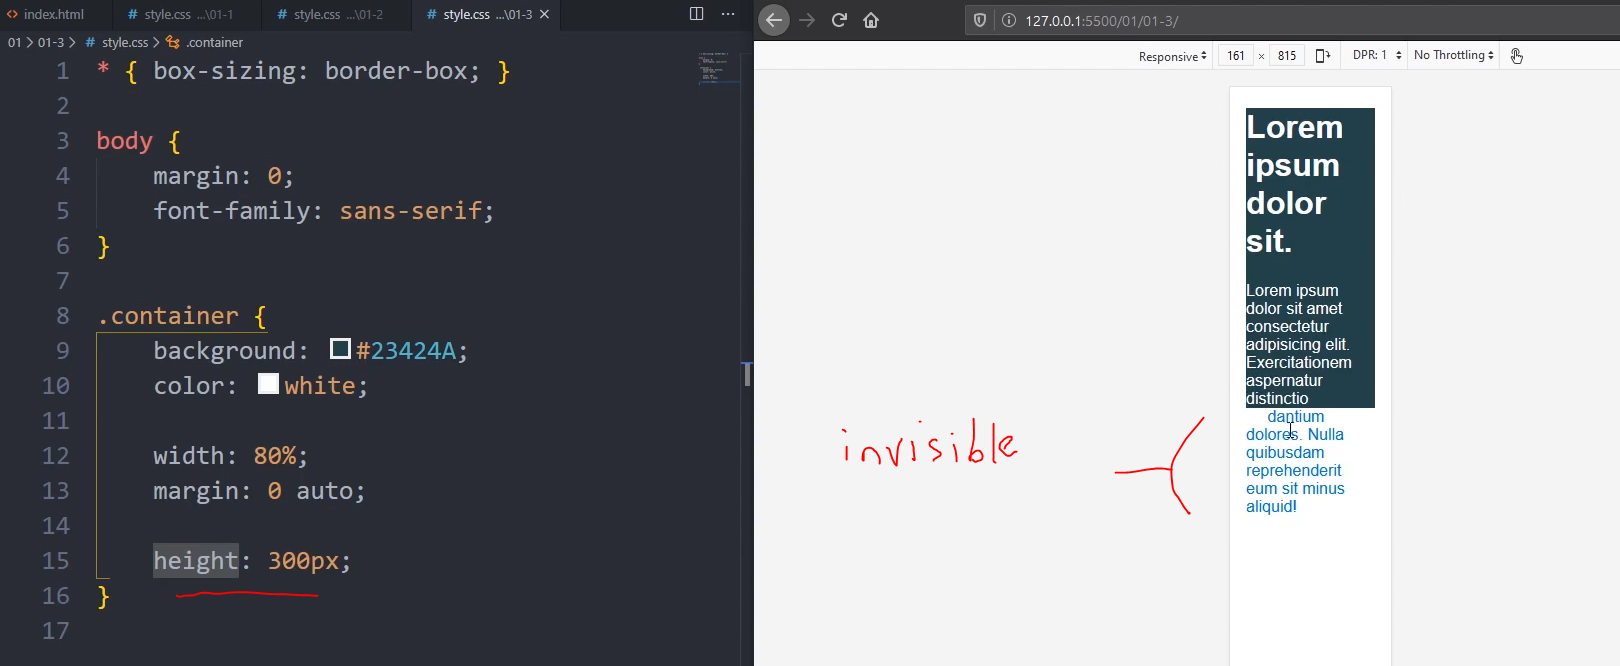 index.html
style.css ...\01-1
style.css ...\01-2
style.css ...\01-3
01 > 01-3 > # style.css > .container
1 * { box-sizing: border-box; }
2
3 body {
4 margin: 0;
5 font-family: sans-serif;
6 }
7
8 .container {
9 background: #23424A;
10 color: white;
11
12 width: 80%;
13 margin: 0 auto;
14
15 height: 300px;
16 }
17
127.0.0.1:5500/01/01-3/
Responsive 161 × 815 DPR: 1 No Throttling
Lorem
ipsum
dolor
sit.
Lorem ipsum
dolor sit amet
consectetur
adipisicing elit.
Exercitationem
aspernatur
distinctio
dantium
dolores. Nulla
quibusdam
reprehenderit
eum sit minus
aliquid!
invisible